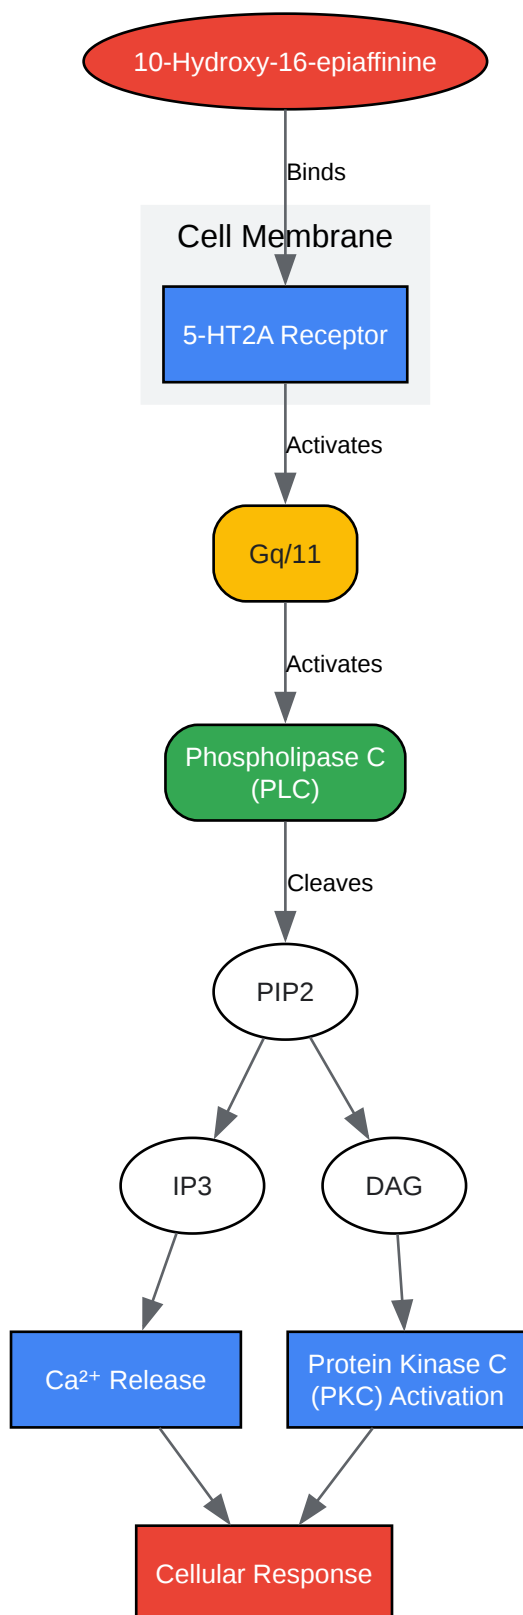 10-Hydroxy-16-epiaffinine
Binds
Cell Membrane
5-HT2A Receptor
Activates
Gq/11
Activates
Phospholipase C
(PLC)
Cleaves
PIP2
IP3
DAG
Ca²⁺ Release
Protein Kinase C
(PKC) Activation
Cellular Response